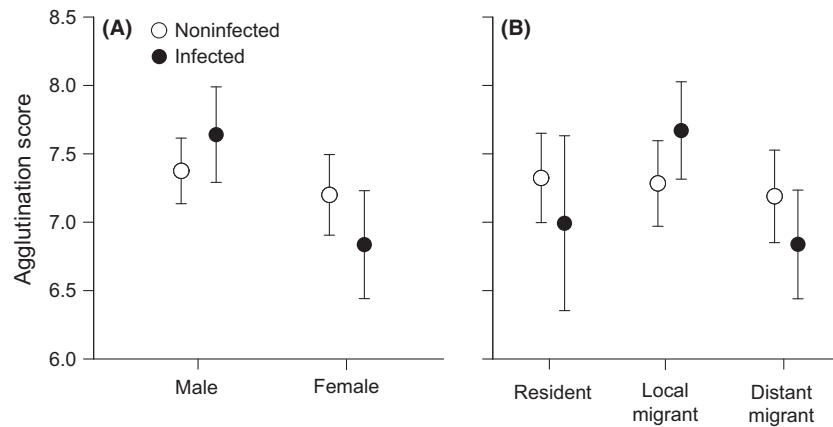 (A)
Noninfected
Infected
Agglutination score
8.5
8.0
7.5
7.0
6.5
6.0
Male
Female
(B)
Resident
Local
migrant
Distant
migrant